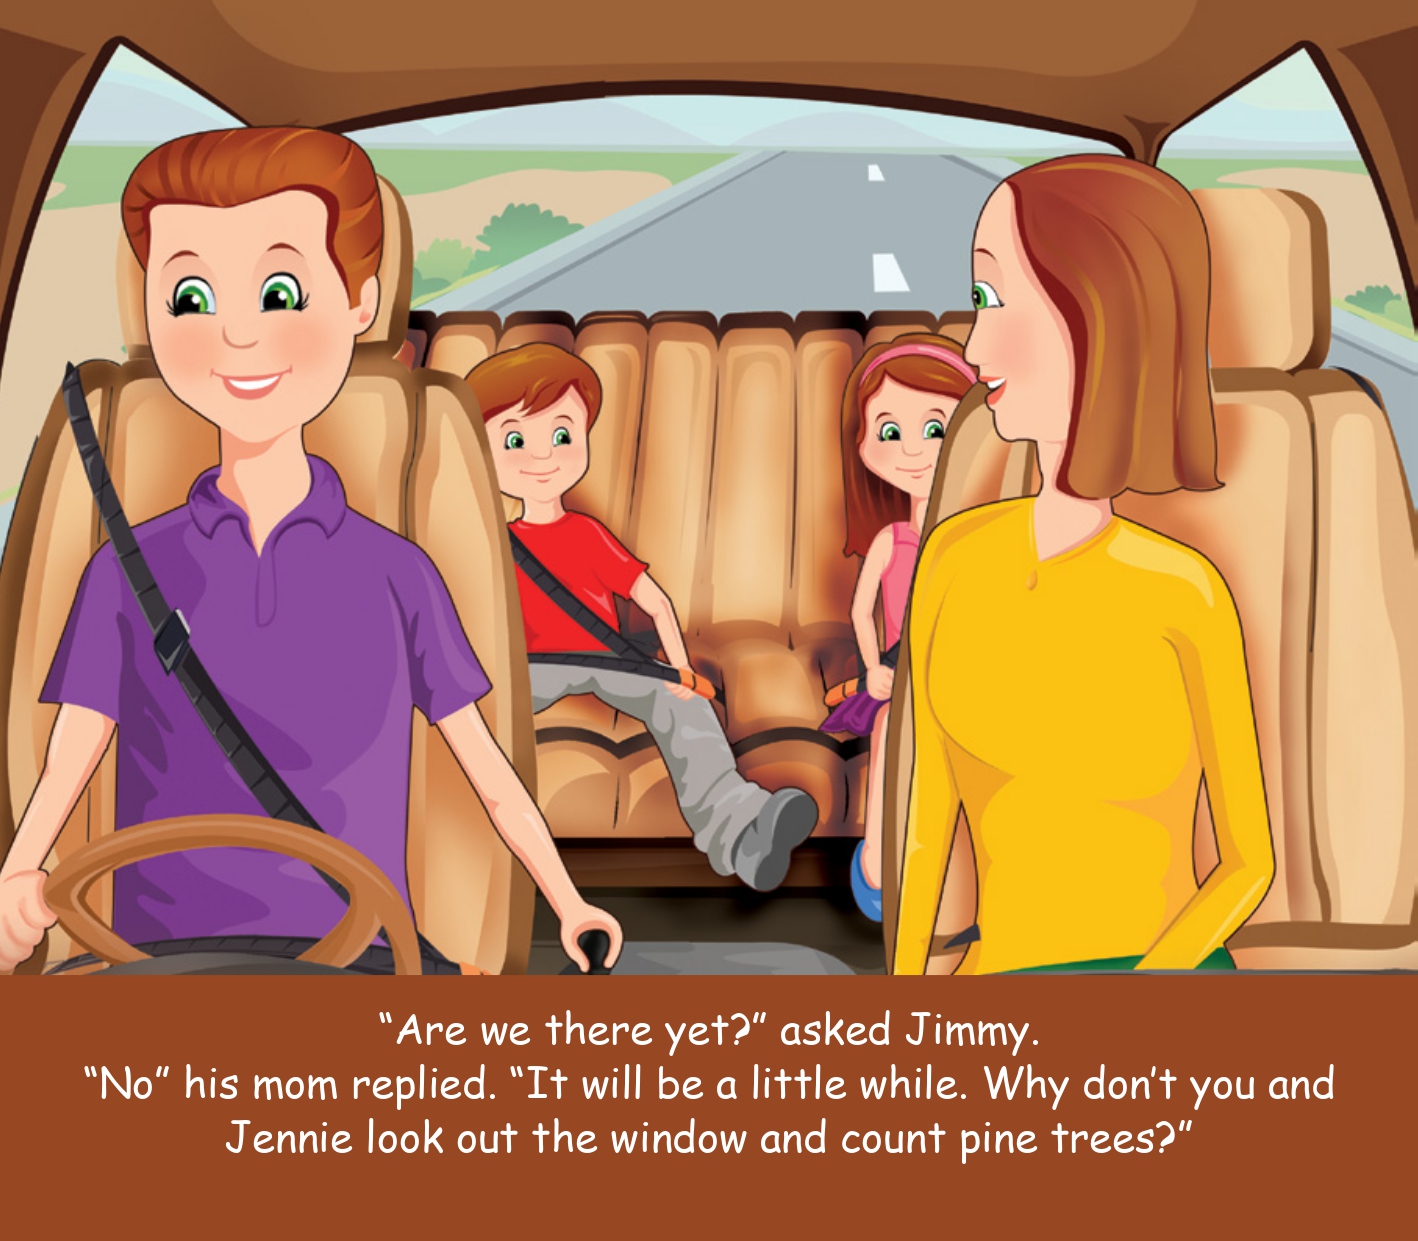 “Are we there yet?” asked Jimmy.
“No” his mom replied. “It will be a little while. Why don’t you and
Jennie look out the window and count pine trees?”